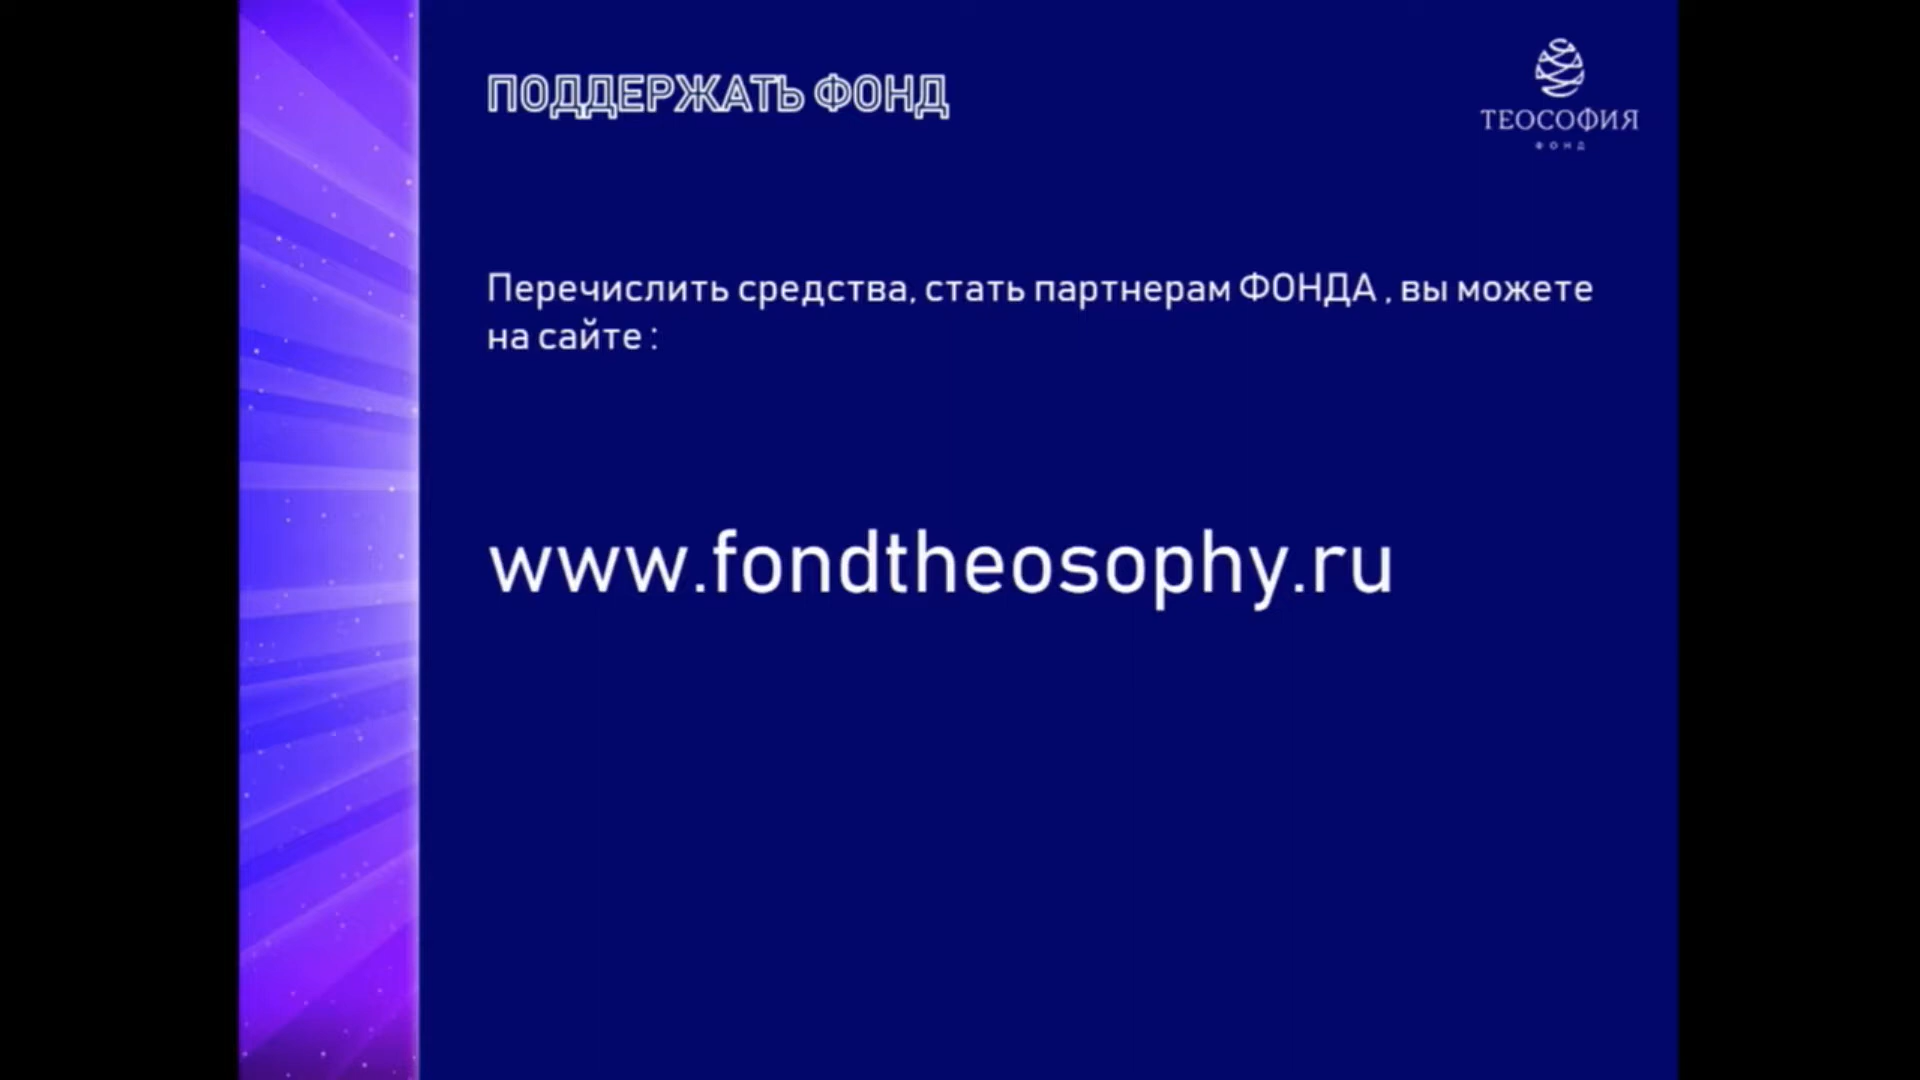 ПОДДЕРЖАТЬ ФОНД
ТЕОСОФИЯ
ФОНД
Перечислить средства, стать партнерам ФОНДА , вы можете
на сайте :
www.fondtheosophy.ru